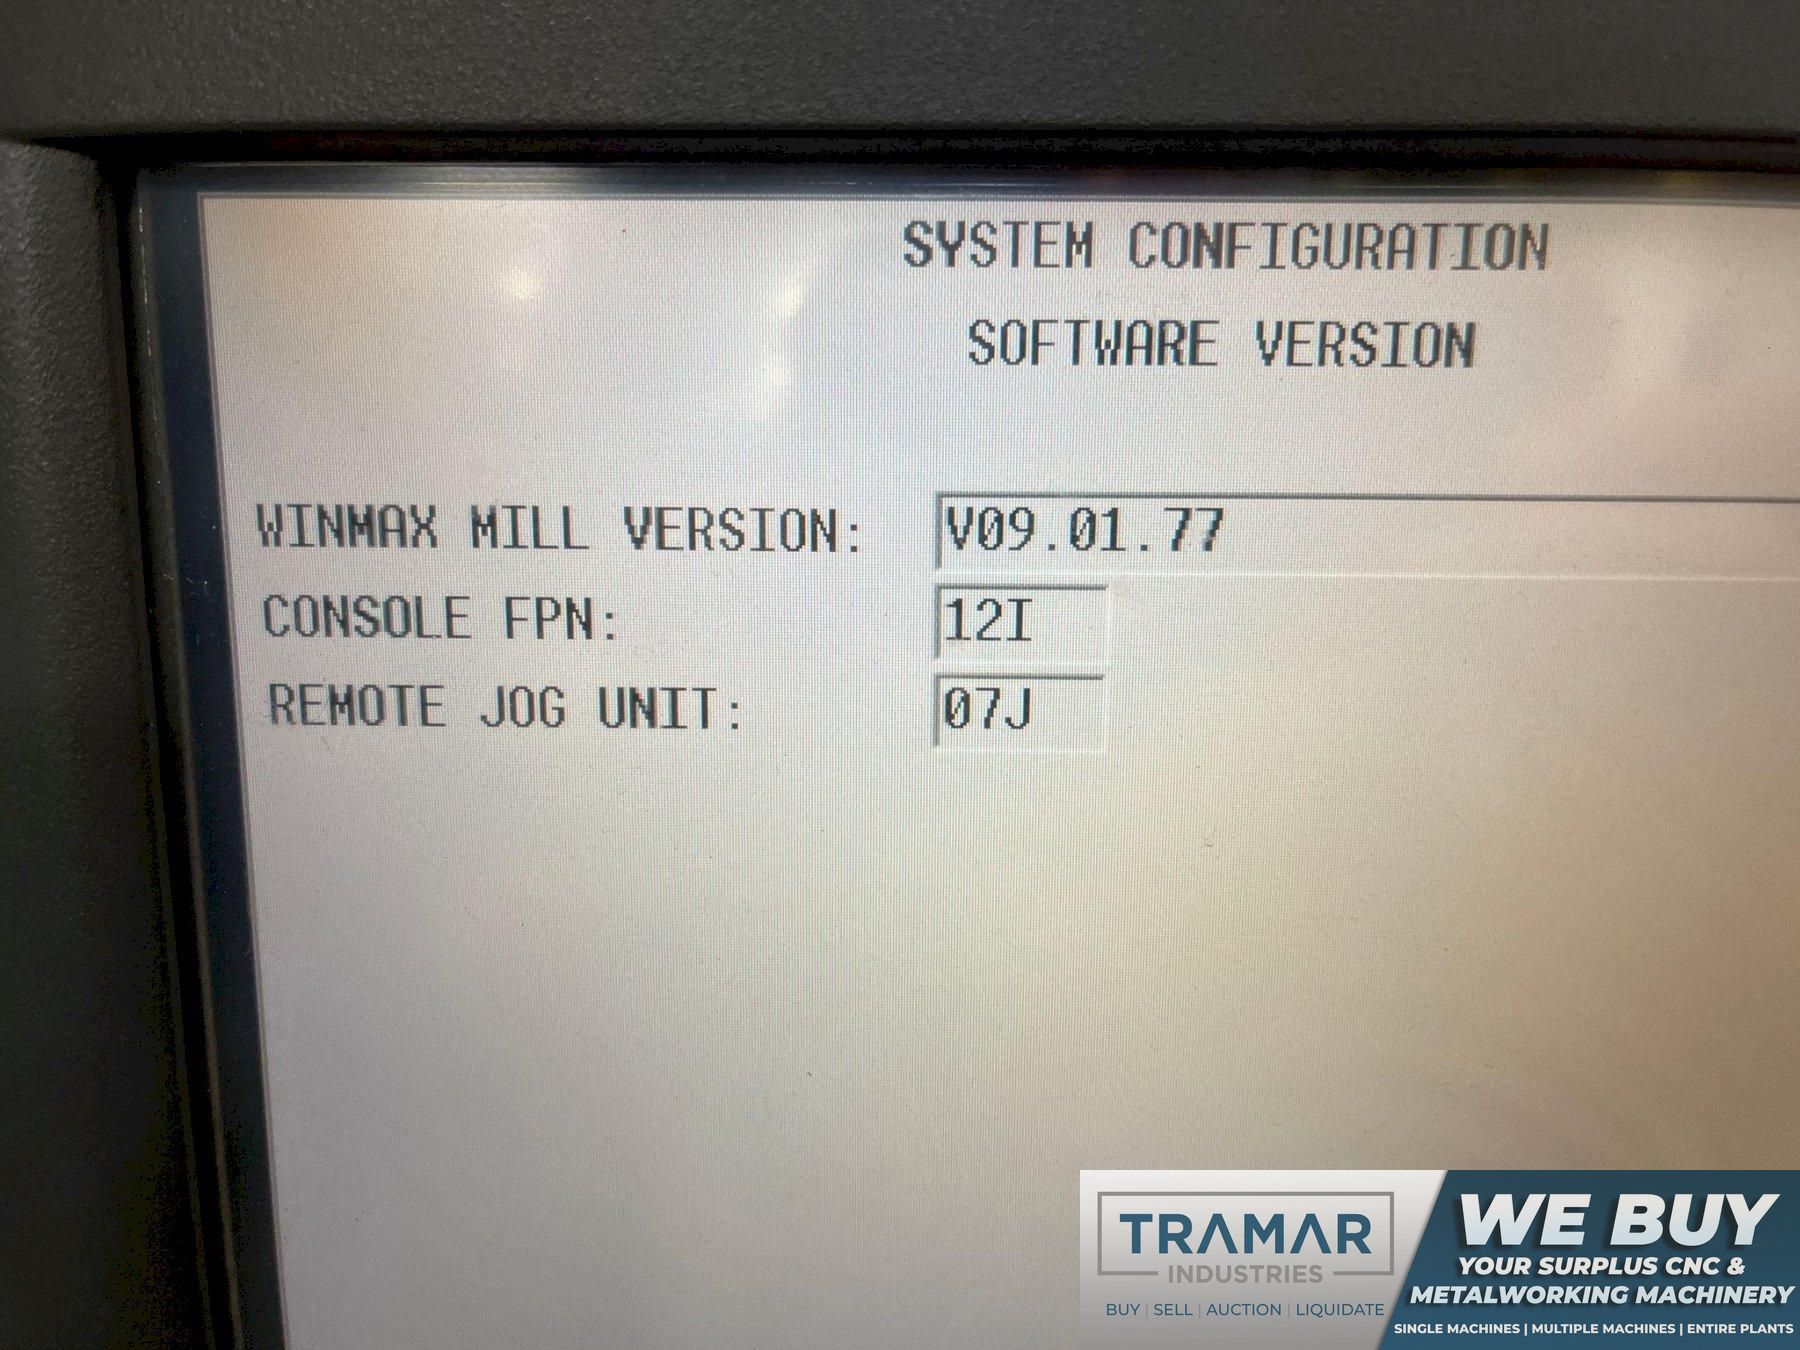 SYSTEM CONFIGURATION
SOFTWARE VERSION
WINMAX MILL VERSION: V09.01.77
CONSOLE FPN: 12I
REMOTE JOG UNIT: 07J
TRAMAR
INDUSTRIES
BUY | SELL | AUCTION | LIQUIDATE
WE BUY
YOUR SURPLUS CNC &
METALWORKING MACHINERY
SINGLE MACHINES | MULTIPLE MACHINES | ENTIRE PLANTS